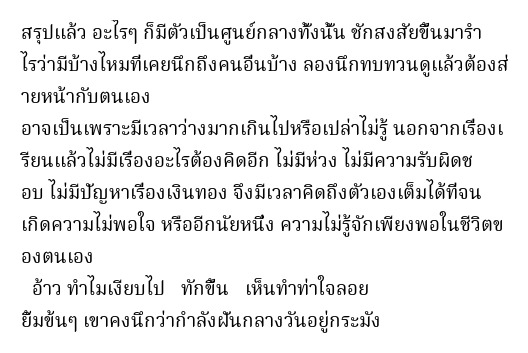 สรุปแล้ว อะไรๆ ก็มีตัวเป็นศูนย์กลางทั้งนั้น ชักสงสัยขึ้นมารำ
ไรว่ามีบ้างไหมที่เคยนึกถึงคนอื่นบ้าง ลองนึกทบทวนดูแล้วต้องส่
ายหน้ากับตนเอง
อาจเป็นเพราะมีเวลาว่างมากเกินไปหรือเปล่าไม่รู้ นอกจากเรื่องเ
รียนแล้วไม่มีเรื่องอะไรต้องคิดอีก ไม่มีห่วง ไม่มีความรับผิดช
อบ ไม่มีปัญหาเรื่องเงินทอง จึงมีเวลาคิดถึงตัวเองเต็มได้ที่จน
เกิดความไม่พอใจ หรืออีกนัยหนึ่ง ความไม่รู้จักเพียงพอในชีวิตข
องตนเอง
อ้าว ทำไมเงียบไป ทักขึ้น เห็นทำท่าใจลอย
ยิ้มขันๆ เขาคงนึกว่ากำลังฝันกลางวันอยู่กระมัง